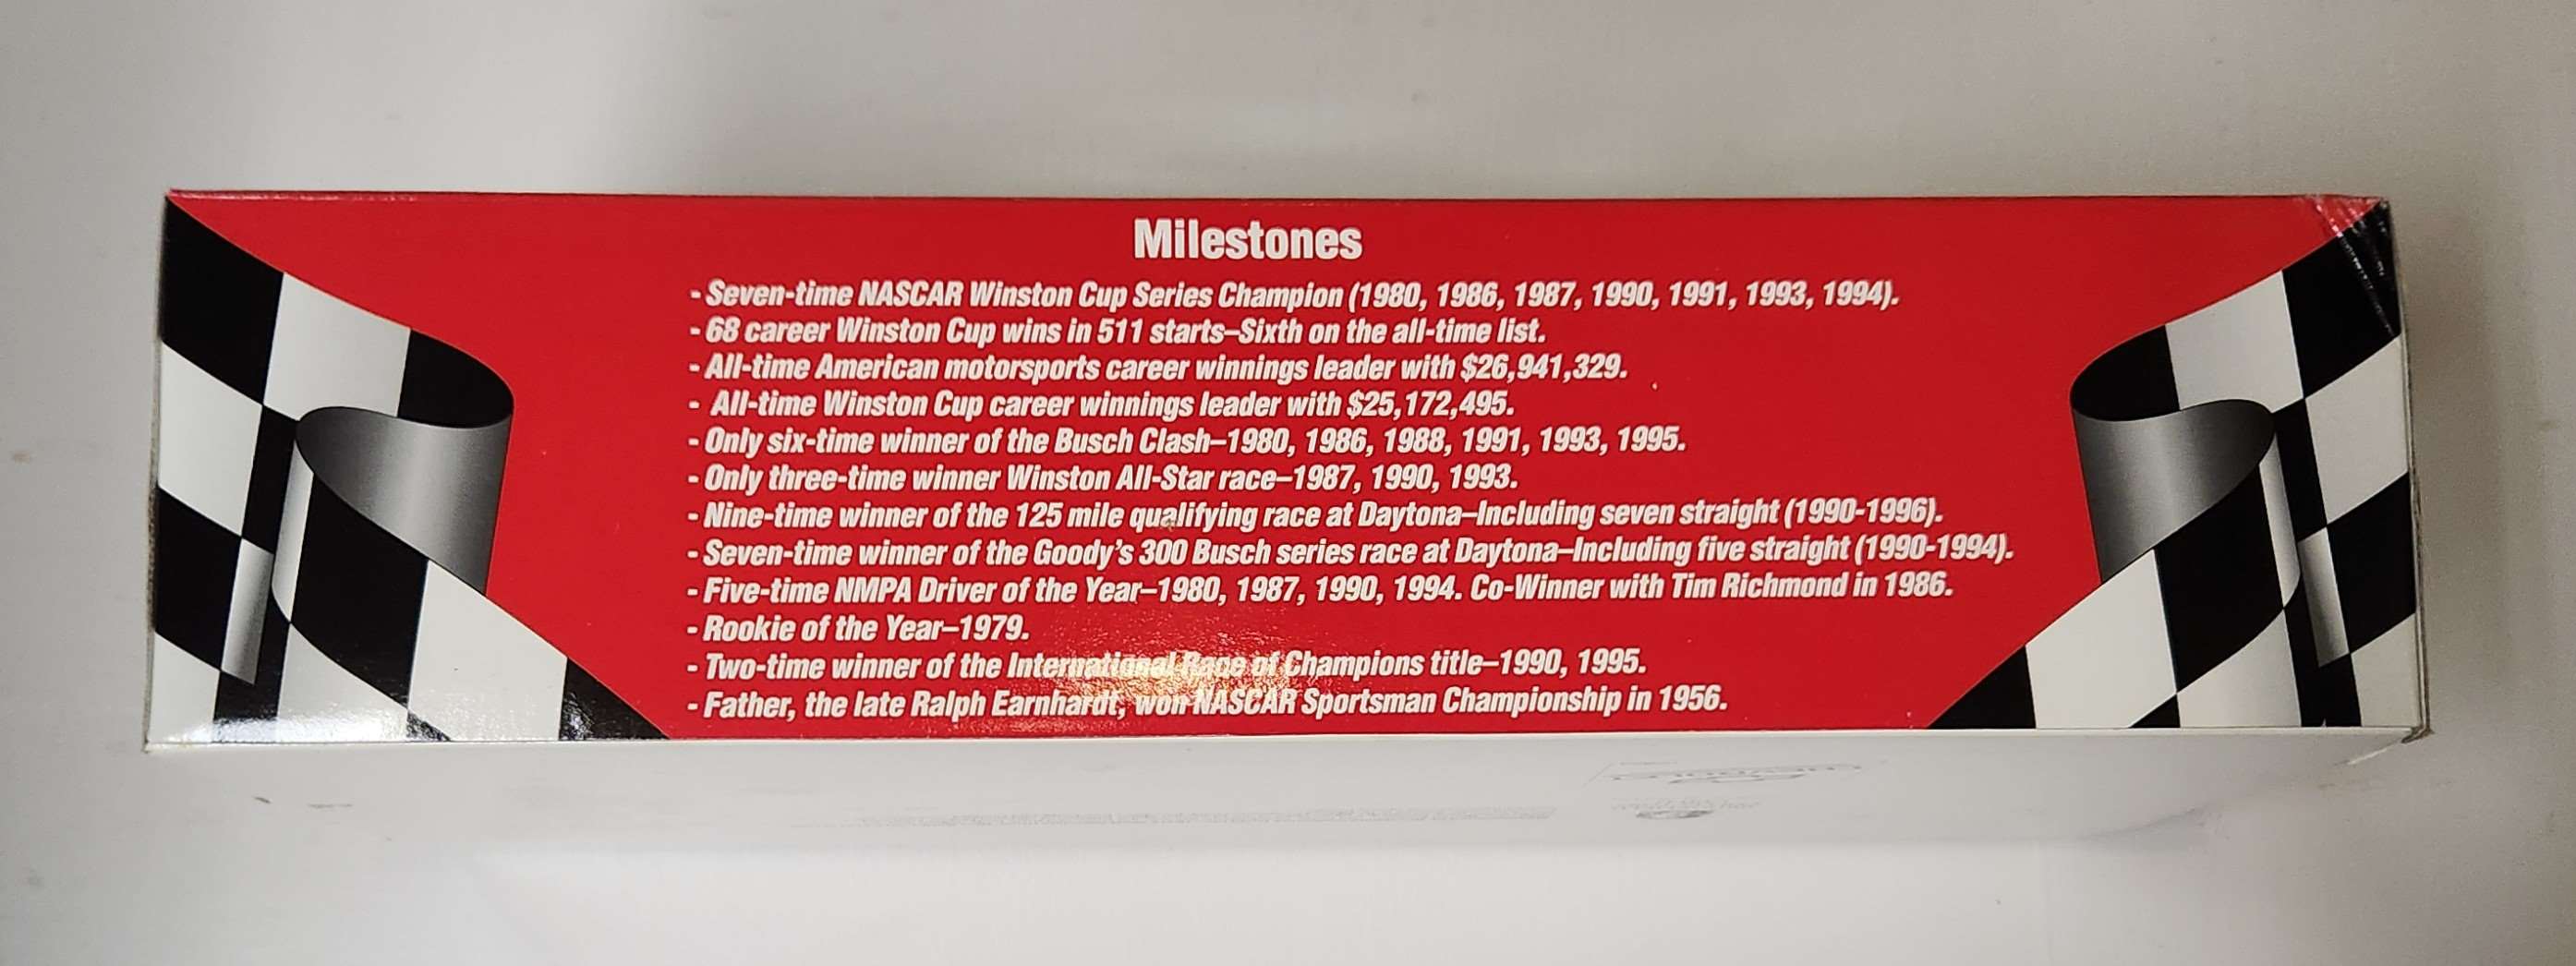 Milestones
- Seven-time NASCAR Winston Cup Series Champion (1980, 1986, 1987, 1990, 1991, 1993, 1994).
- 68 career Winston Cup wins in 511 starts–Sixth on the all-time list.
- All-time American motorsports career winnings leader with $26,941,329.
- All-time Winston Cup career winnings leader with $25,172,495.
- Only six-time winner of the Busch Clash–1980, 1986, 1988, 1991, 1993, 1995.
- Only three-time winner Winston All-Star race–1987, 1990, 1993.
- Nine-time winner of the 125 mile qualifying race at Daytona–Including seven straight (1990-1996).
- Seven-time winner of the Goody's 300 Busch series race at Daytona–Including five straight (1990-1994).
- Five-time NMPA Driver of the Year–1980, 1987, 1990, 1994. Co-Winner with Tim Richmond in 1986.
- Rookie of the Year–1979.
- Two-time winner of the International Race of Champions title–1990, 1995.
- Father, the late Ralph Earnhardt, won NASCAR Sportsman Championship in 1956.